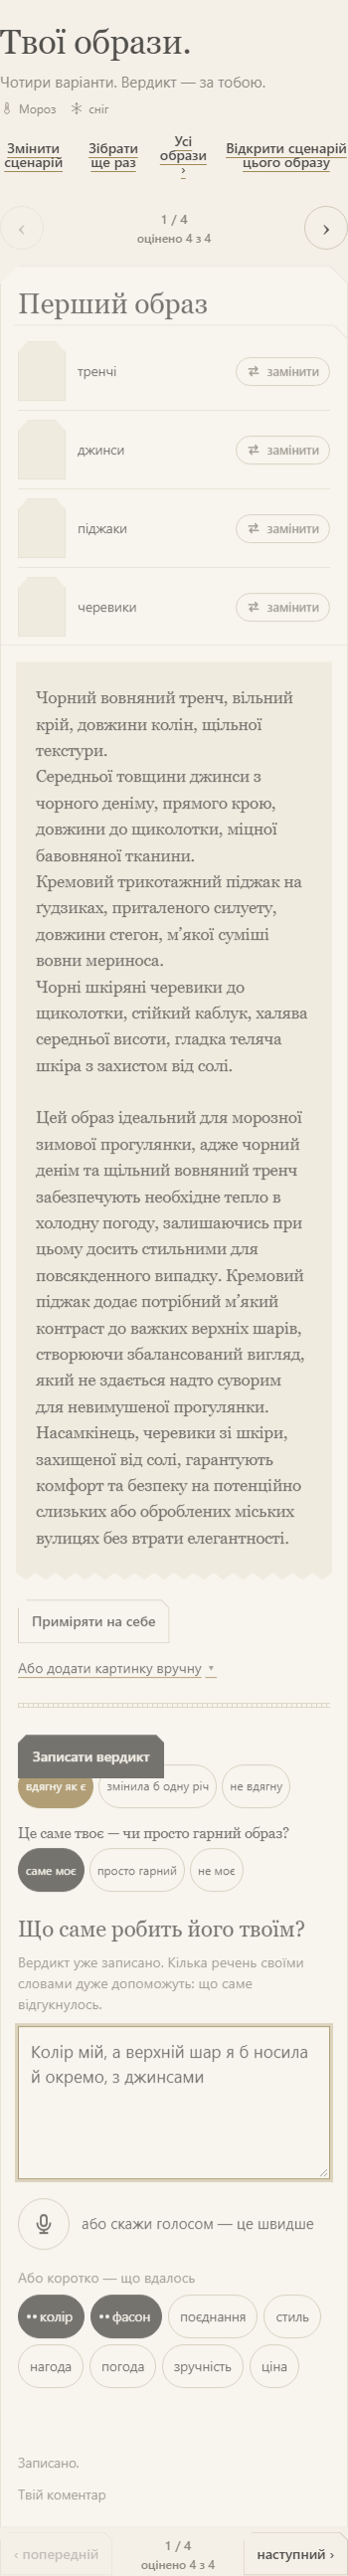 Твої образи.
Чотири варіанти. Вердикт — за тобою.
Мороз сніг
Змінити сценарій
Зібрати ще раз
Усі образи ›
Відкрити сценарій цього образу
‹
1 / 4
оцінено 4 з 4
›
Перший образ
тренчі
замінити
джинси
замінити
піджаки
замінити
черевики
замінити
Чорний вовняний тренч, вільний
крій, довжини колін, щільної
текстури.
Середньої товщини джинси з
чорного деніму, прямого крою,
довжини до щиколотки, міцної
бавовняної тканини.
Кремовий трикотажний піджак на
ґудзиках, приталеного силуету,
довжини стегон, м’якої суміші
вовни мериноса.
Чорні шкіряні черевики до
щиколотки, стійкий каблук, халява
середньої висоти, гладка теляча
шкіра з захистом від солі.
Цей образ ідеальний для морозної
зимової прогулянки, адже чорний
денім та щільний вовняний тренч
забезпечують необхідне тепло в
холодну погоду, залишаючись при
цьому досить стильними для
повсякденного випадку. Кремовий
піджак додає потрібний м’який
контраст до важких верхніх шарів,
створюючи збалансований вигляд,
який не здається надто суворим
для невимушеної прогулянки.
Насамкінець, черевики зі шкіри,
захищеної від солі, гарантують
комфорт та безпеку на потенційно
слизьких або оброблених міських
вулицях без втрати елегантності.
Приміряти на себе
Або додати картинку вручну
Записати вердикт
вдягну як є
змінила б одну річ
не вдягну
Це саме твоє — чи просто гарний образ?
саме моє
просто гарний
не моє
Що саме робить його твоїм?
Вердикт уже записано. Кілька речень своїми
словами дуже допоможуть: що саме
відгукнулось.
Колір мій, а верхній шар я б носила
й окремо, з джинсами
або скажи голосом — це швидше
Або коротко — що вдалось
колір
фасон
поєднання
стиль
нагода
погода
зручність
ціна
Записано.
Твій коментар
‹ попередній
1 / 4
оцінено 4 з 4
наступний ›